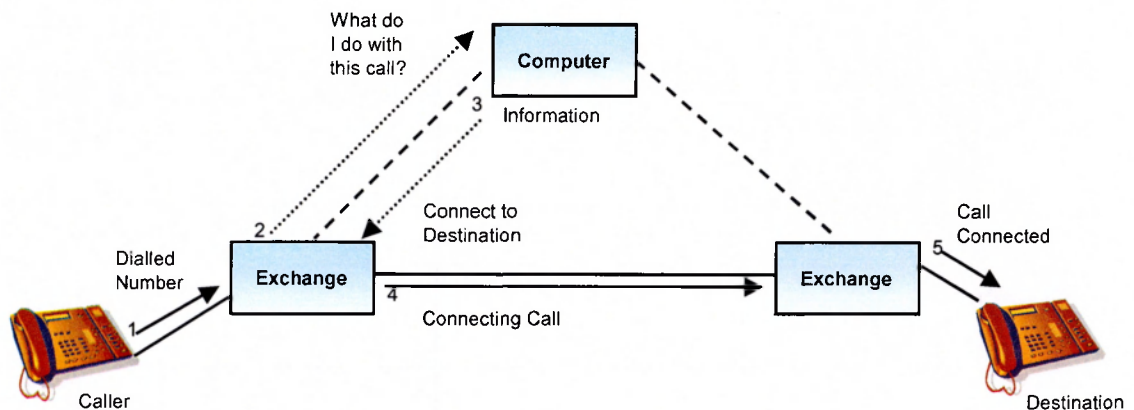 What do
I do with
this call?
Computer
3
Information
2
Connect to
Destination
Dialled
Number
Exchange
Exchange
5
Call
Connected
1
4
Connecting Call
Caller
Destination